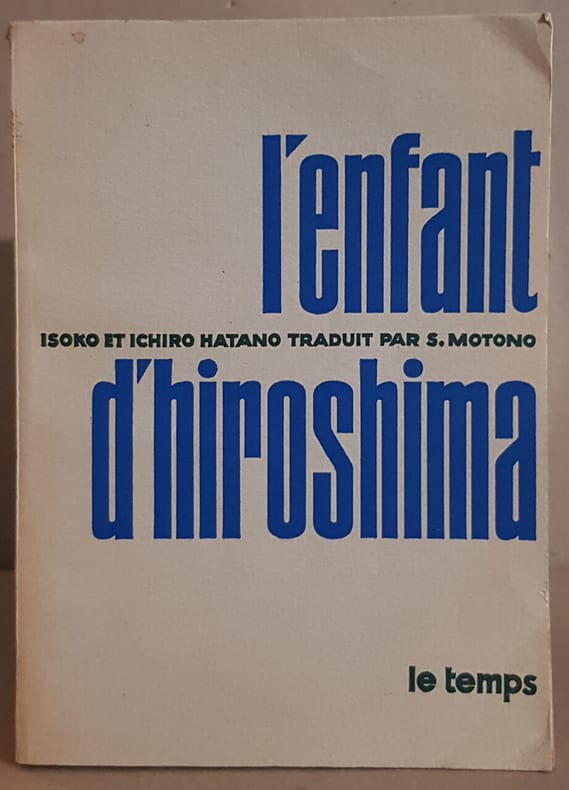 l'enfant
ISOKO ET ICHIRO HATANO TRADUIT PAR S. MOTONO
d'hiroshima
le temps